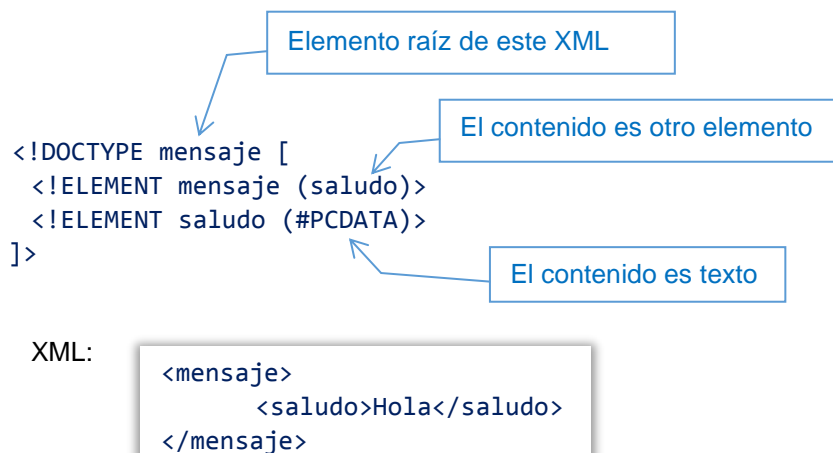 Elemento raíz de este XML
El contenido es otro elemento
<!DOCTYPE mensaje [
<!ELEMENT mensaje (saludo)>
<!ELEMENT saludo (#PCDATA)>
]>
El contenido es texto
XML:
<mensaje>
<saludo>Hola</saludo>
</mensaje>